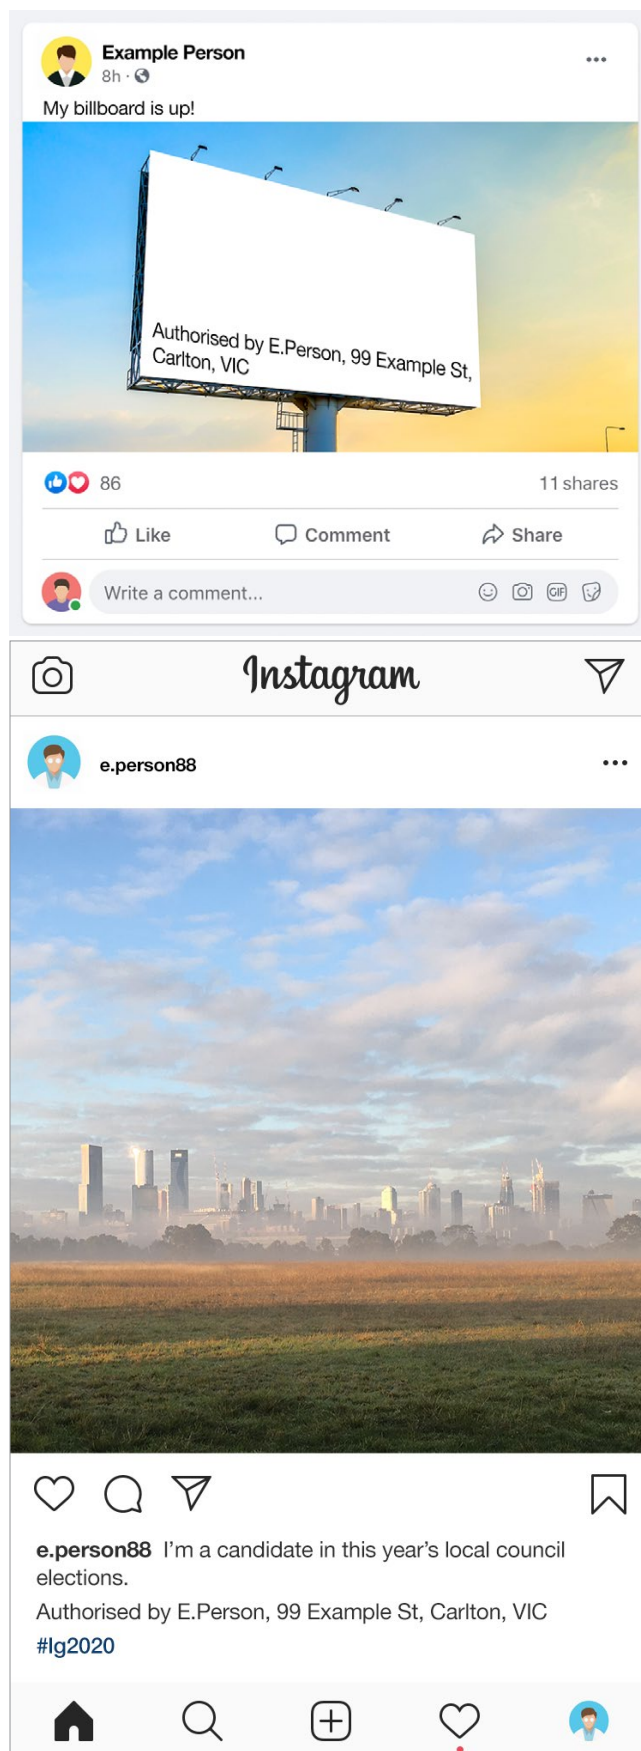 Example Person
8h ·
My billboard is up!
Authorised by E.Person, 99 Example St,
Carlton, VIC
86
11 shares
Like
Comment
Share
Write a comment...
GIF
Instagram
e.person88
e.person88 I'm a candidate in this year's local council
elections.
Authorised by E.Person, 99 Example St, Carlton, VIC
#lg2020